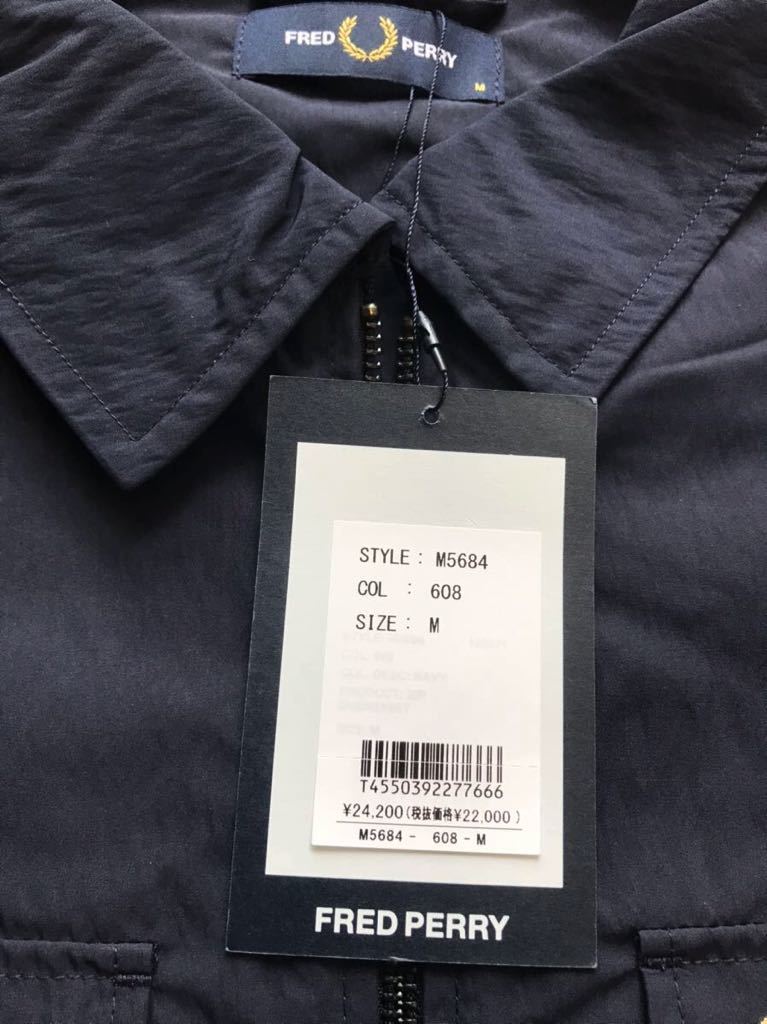 FRED PERRY
M
STYLE : M5684
COL : 608
SIZE : M
T4550392277666
¥24,200(税抜価格¥22,000)
M5684 - 608 - M
FRED PERRY